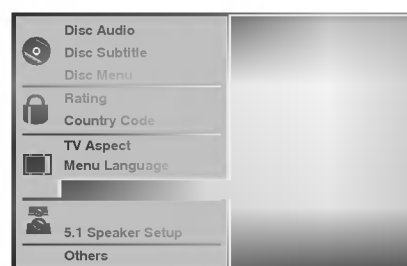 Disc Audio
Disc Subtitle
Disc Menu
Rating
Country Code
TV Aspect
Menu Language
5.1 Speaker Setup
Others